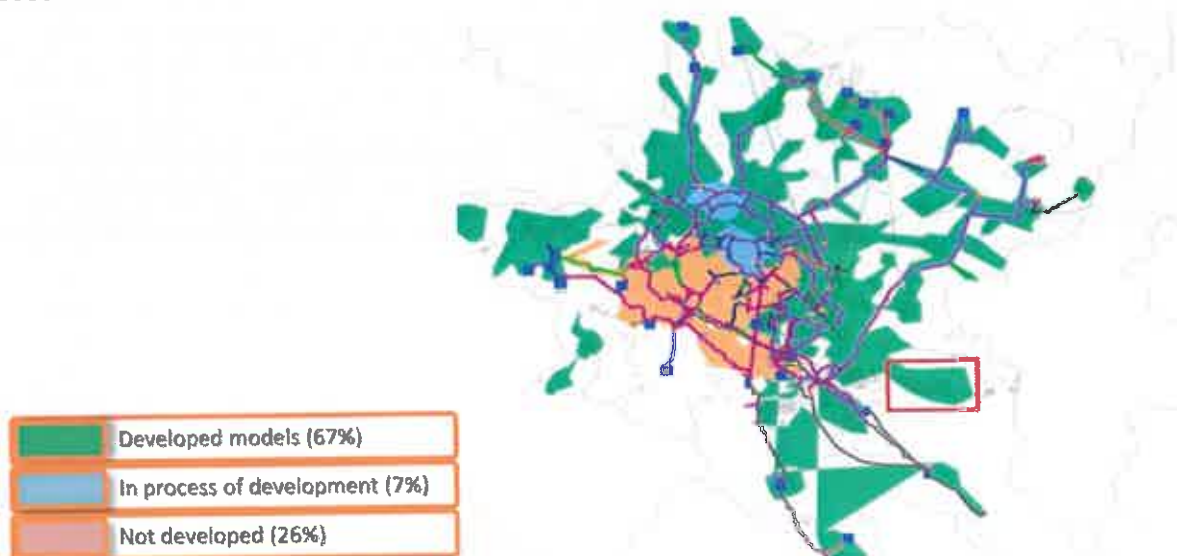 Developed models (67%)
In process of development (7%)
Not developed (26%)